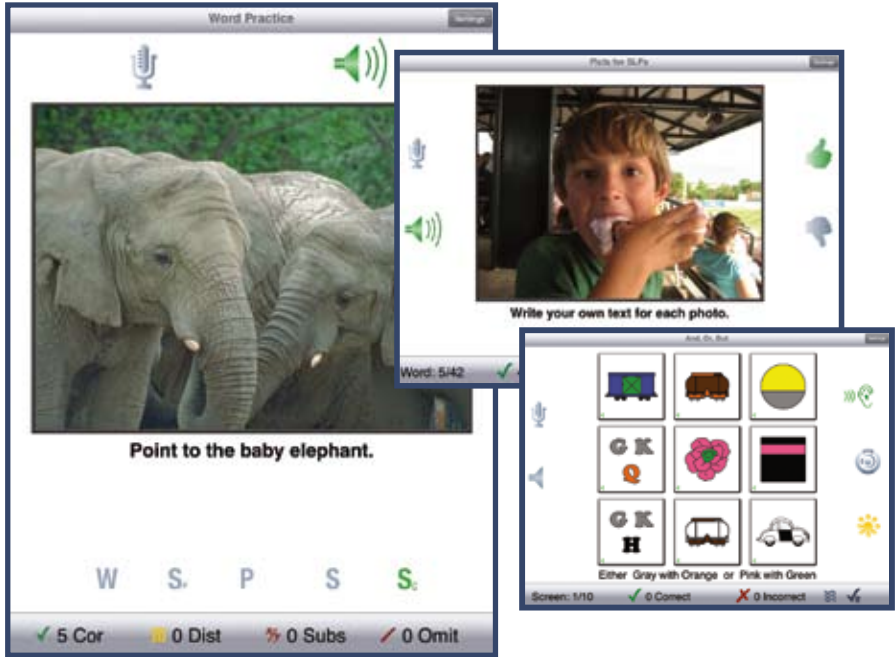 Word Practice
Settings
Point to the baby elephant.
W S P S S
5 Cor 0 Dist 0 Subs 0 Omit
Picts for SLPs
Write your own text for each photo.
Word: 5/42
And, Or, But
G K
Q
G K
H
Either Gray with Orange or Pink with Green
Screen: 1/10 0 Correct 0 Incorrect